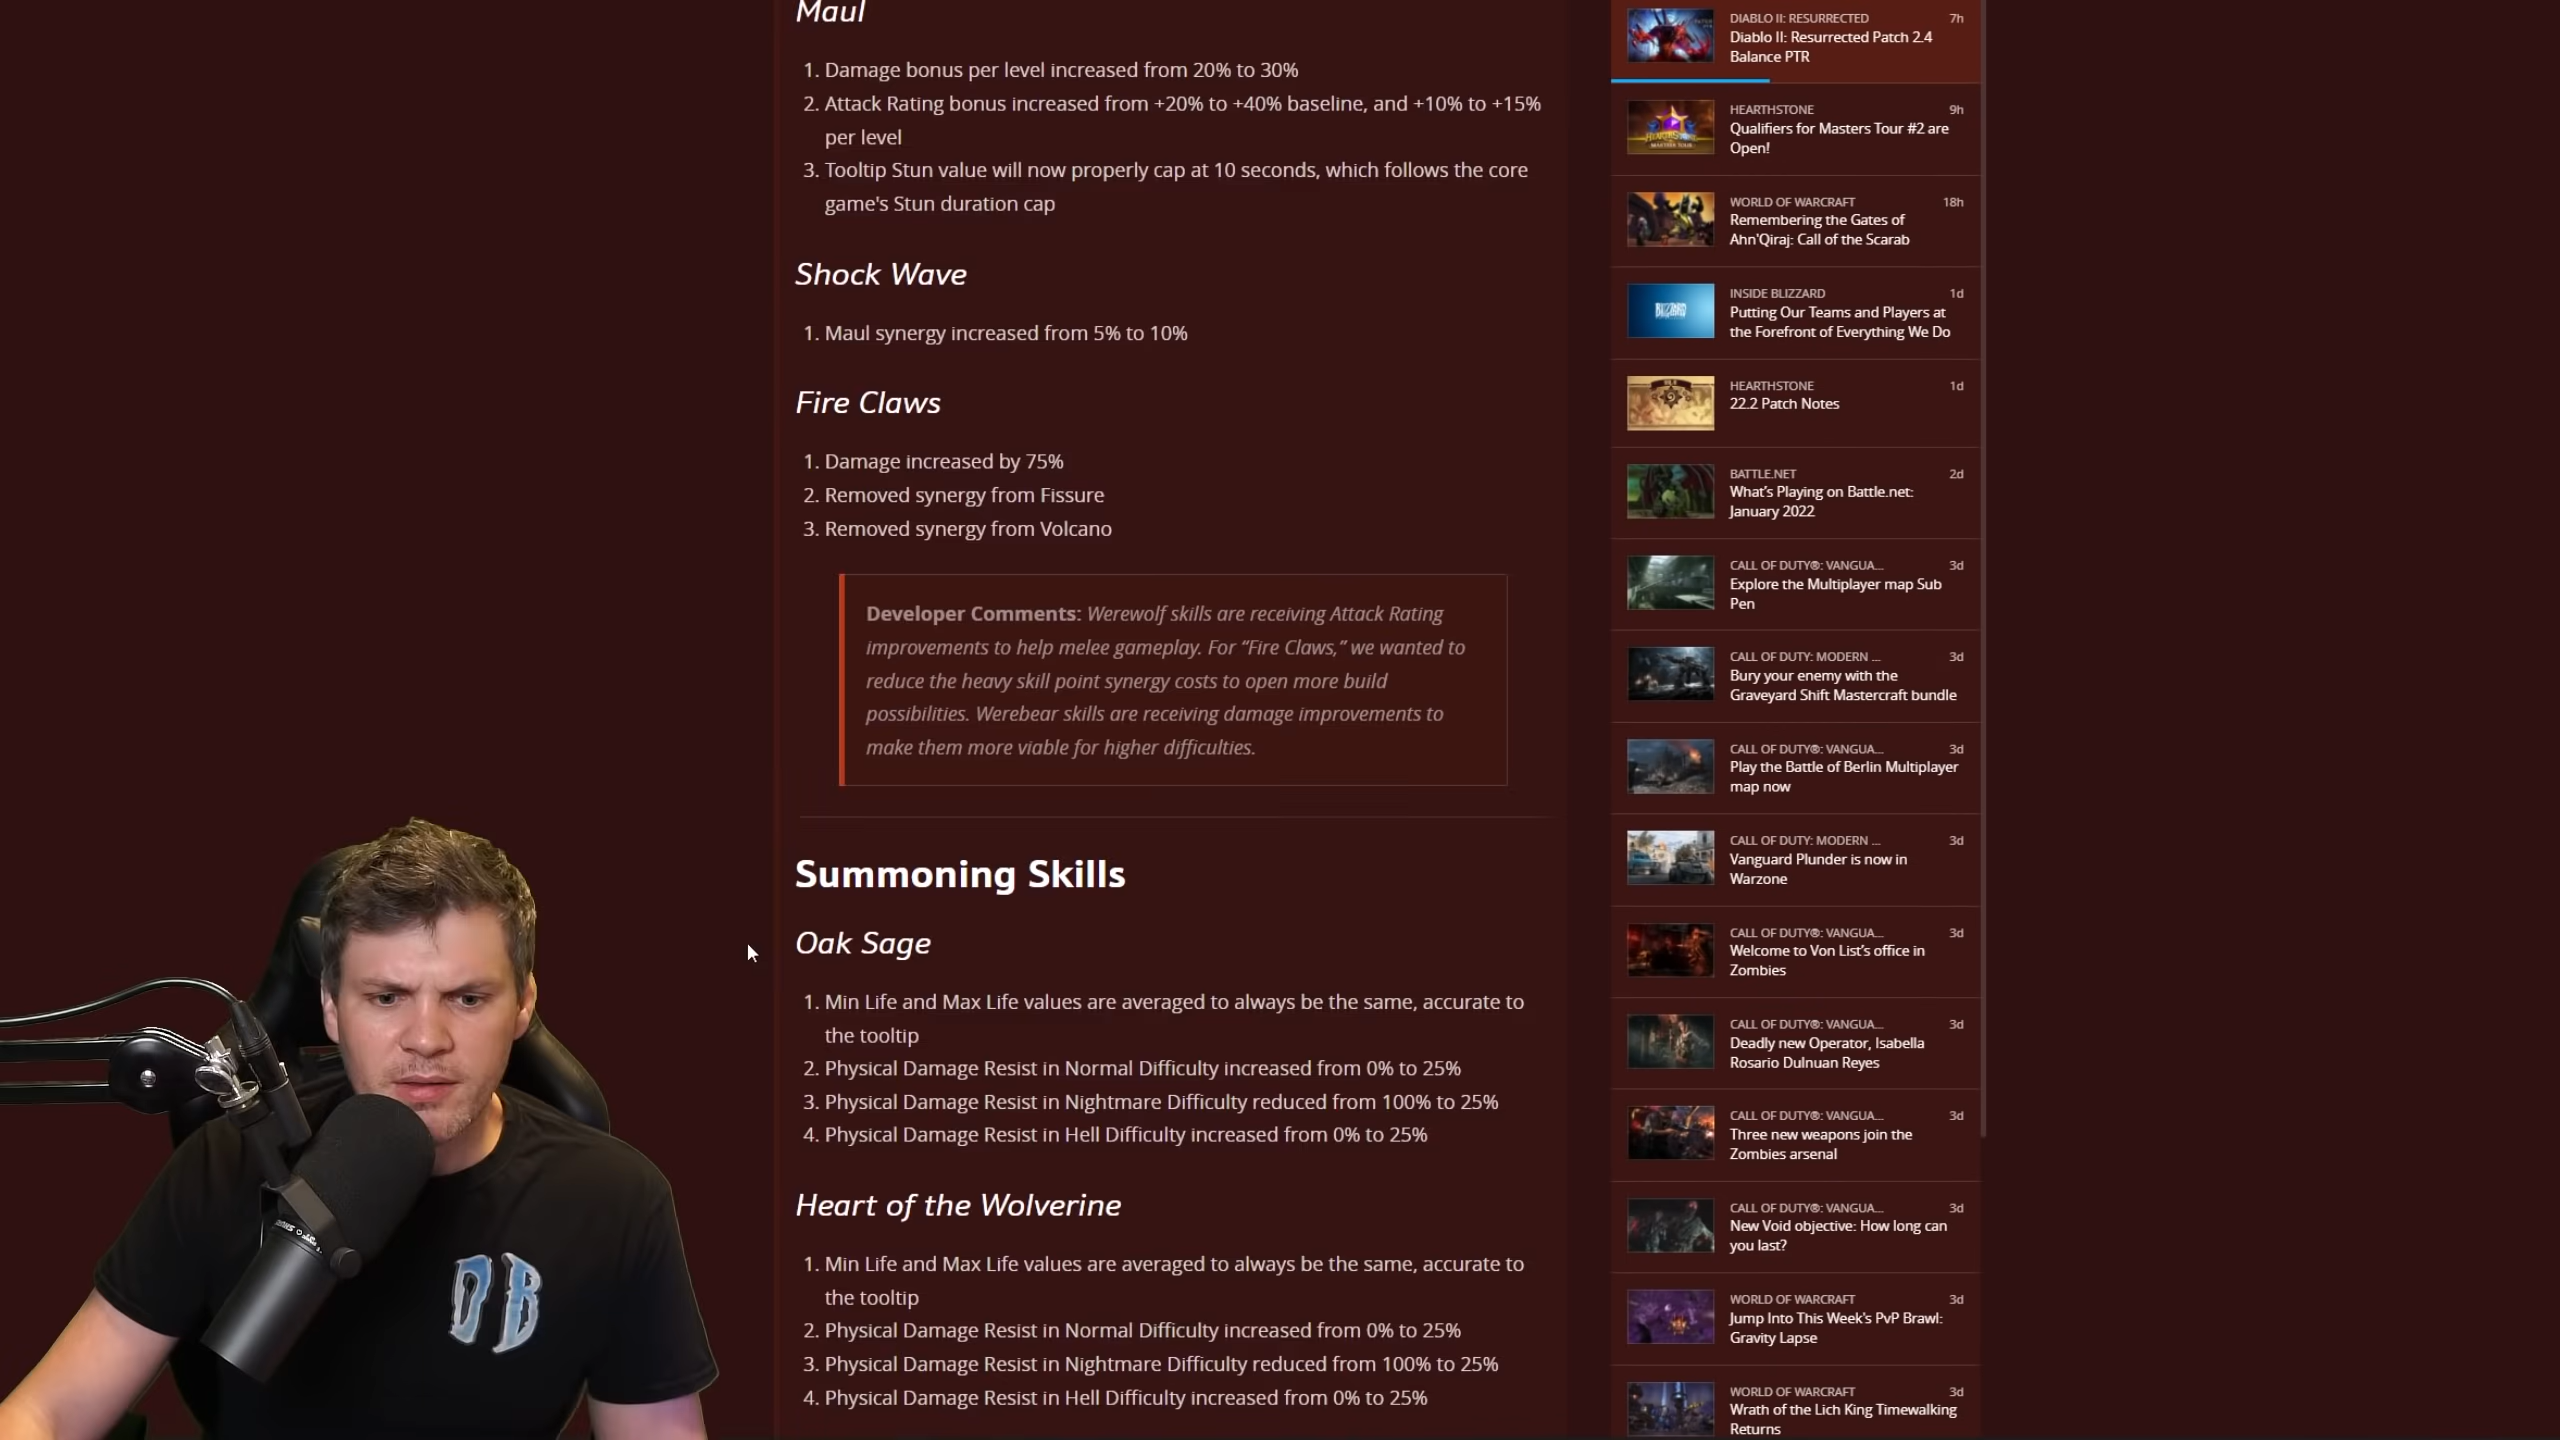 Maul
1. Damage bonus per level increased from 20% to 30%
2. Attack Rating bonus increased from +20% to +40% baseline, and +10% to +15%
per level
3. Tooltip Stun value will now properly cap at 10 seconds, which follows the core
game's Stun duration cap
Shock Wave
1. Maul synergy increased from 5% to 10%
Fire Claws
1. Damage increased by 75%
2. Removed synergy from Fissure
3. Removed synergy from Volcano
Developer Comments: Werewolf skills are receiving Attack Rating
improvements to help melee gameplay. For “Fire Claws,” we wanted to
reduce the heavy skill point synergy costs to open more build
possibilities. Werebear skills are receiving damage improvements to
make them more viable for higher difficulties.
Summoning Skills
Oak Sage
1. Min Life and Max Life values are averaged to always be the same, accurate to
the tooltip
2. Physical Damage Resist in Normal Difficulty increased from 0% to 25%
3. Physical Damage Resist in Nightmare Difficulty reduced from 100% to 25%
4. Physical Damage Resist in Hell Difficulty increased from 0% to 25%
Heart of the Wolverine
1. Min Life and Max Life values are averaged to always be the same, accurate to
the tooltip
2. Physical Damage Resist in Normal Difficulty increased from 0% to 25%
3. Physical Damage Resist in Nightmare Difficulty reduced from 100% to 25%
4. Physical Damage Resist in Hell Difficulty increased from 0% to 25%
DIABLO II: RESURRECTED 7h
Diablo II: Resurrected Patch 2.4
Balance PTR
HEARTHSTONE 9h
Qualifiers for Masters Tour #2 are
Open!
WORLD OF WARCRAFT 18h
Remembering the Gates of
Ahn'Qiraj: Call of the Scarab
INSIDE BLIZZARD 1d
Putting Our Teams and Players at
the Forefront of Everything We Do
BLIZZARD
HEARTHSTONE 1d
22.2 Patch Notes
BATTLE.NET 2d
What's Playing on Battle.net:
January 2022
CALL OF DUTY®: VANGUA... 3d
Explore the Multiplayer map Sub
Pen
CALL OF DUTY: MODERN ... 3d
Bury your enemy with the
Graveyard Shift Mastercraft bundle
CALL OF DUTY®: VANGUA... 3d
Play the Battle of Berlin Multiplayer
map now
CALL OF DUTY: MODERN ... 3d
Vanguard Plunder is now in
Warzone
CALL OF DUTY®: VANGUA... 3d
Welcome to Von List's office in
Zombies
CALL OF DUTY®: VANGUA... 3d
Deadly new Operator, Isabella
Rosario Dulnuan Reyes
CALL OF DUTY®: VANGUA... 3d
Three new weapons join the
Zombies arsenal
CALL OF DUTY®: VANGUA... 3d
New Void objective: How long can
you last?
WORLD OF WARCRAFT 3d
Jump Into This Week's PvP Brawl:
Gravity Lapse
WORLD OF WARCRAFT 3d
Wrath of the Lich King Timewalking
Returns
DB